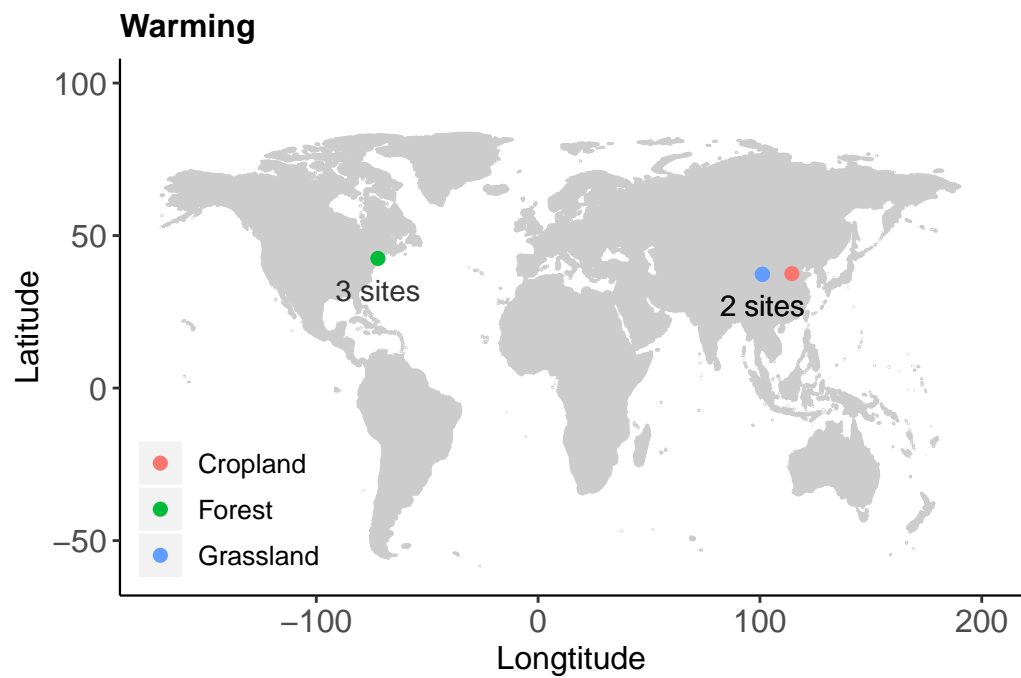 Warming
100
50
0
−50
Latitude
3 sites
2 sites
Cropland
Forest
Grassland
−100
0
100
200
Longtitude